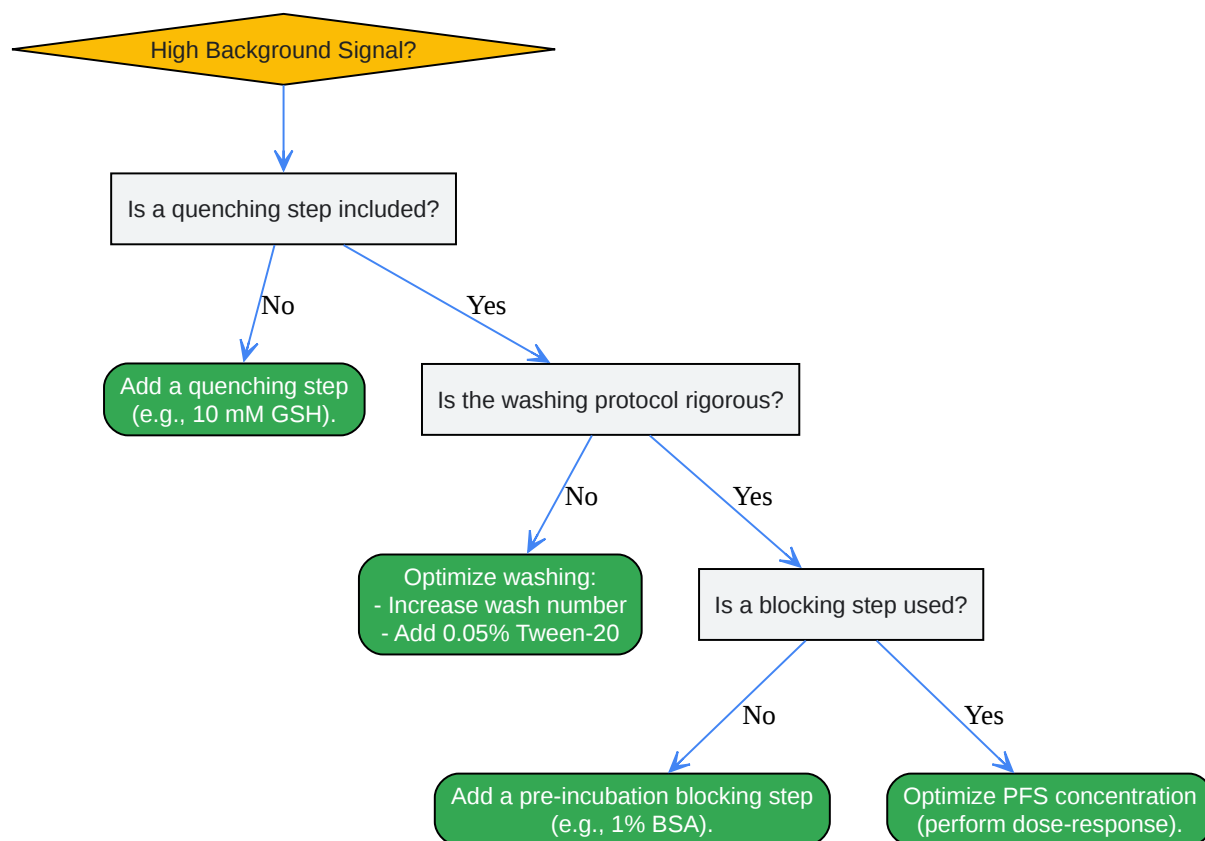 High Background Signal?
Is a quenching step included?
No
Yes
Add a quenching step
(e.g., 10 mM GSH).
Is the washing protocol rigorous?
No
Yes
Optimize washing:
- Increase wash number
- Add 0.05% Tween-20
Is a blocking step used?
No
Yes
Add a pre-incubation blocking step
(e.g., 1% BSA).
Optimize PFS concentration
(perform dose-response).